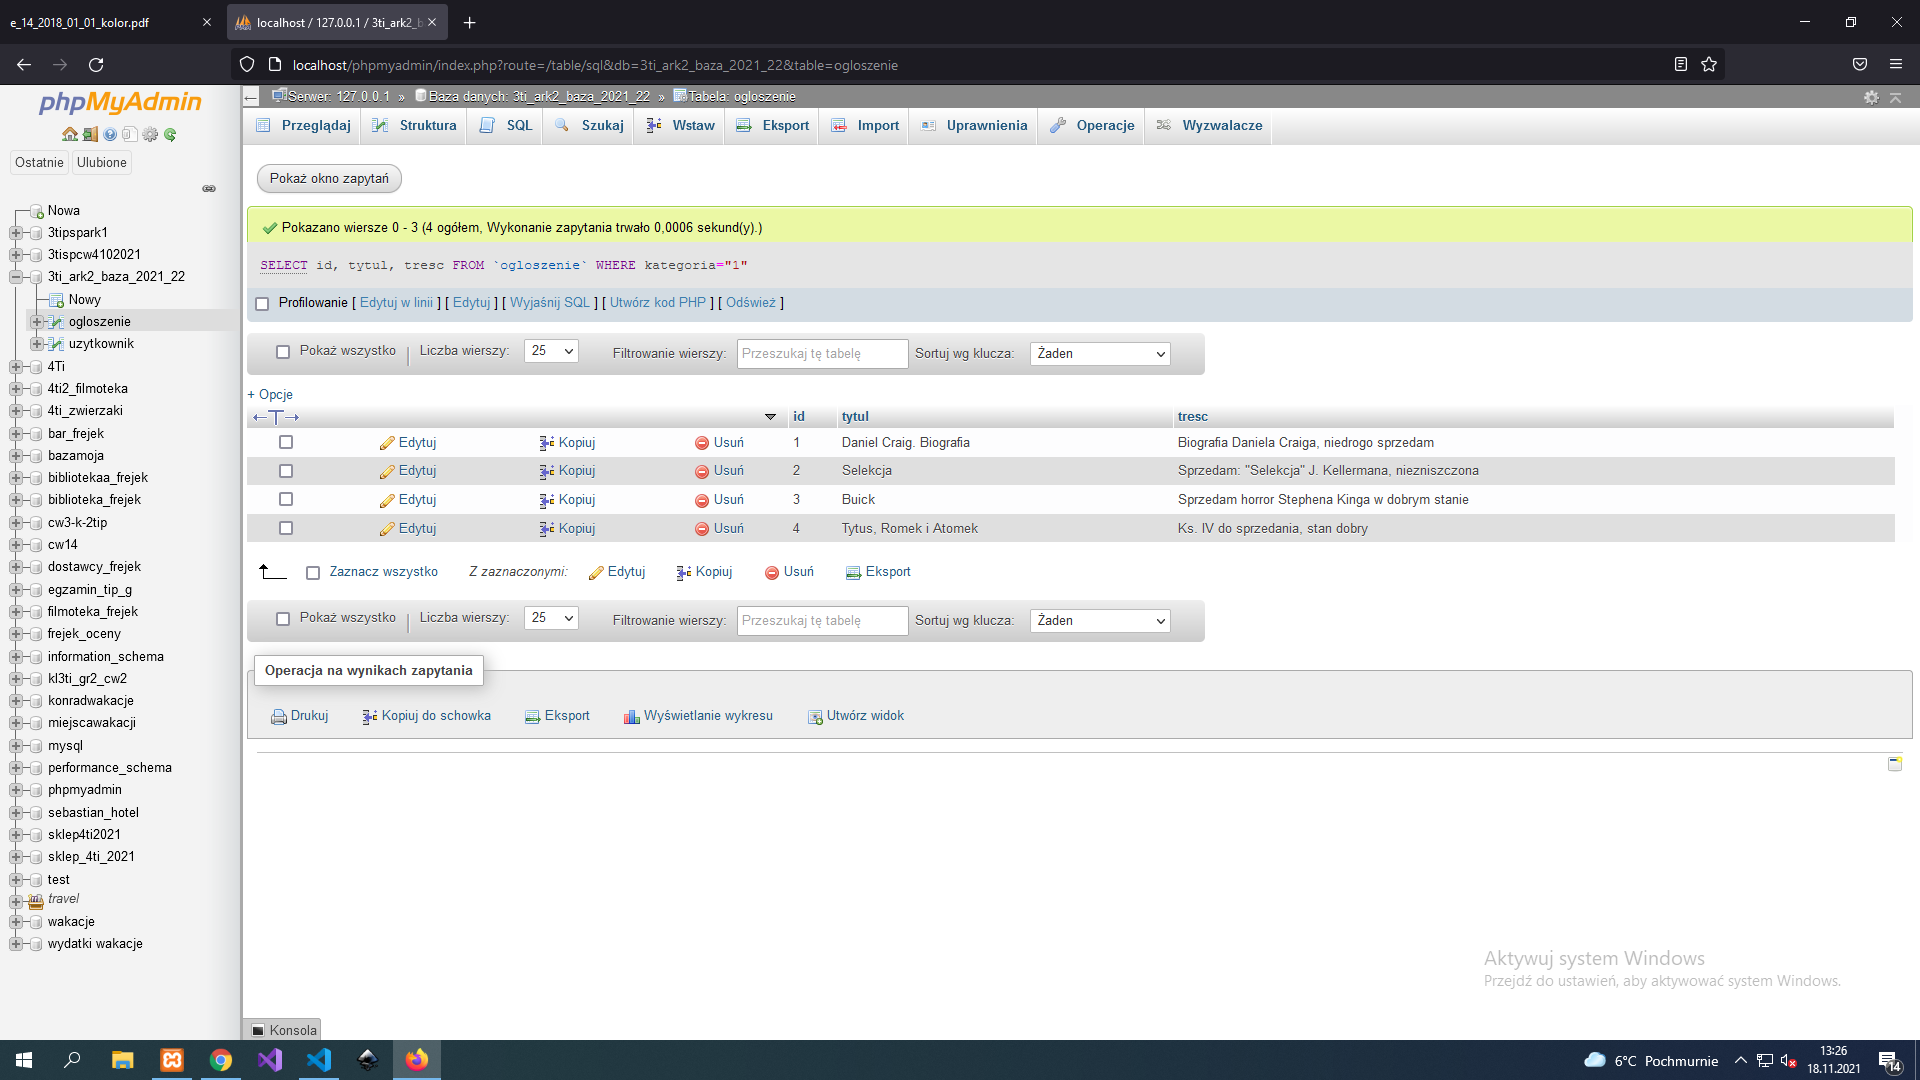 e_14_2018_01_01_kolor.pdf
localhost / 127.0.0.1 / 3ti_ark2_b
localhost/phpmyadmin/index.php?route=/table/sql&db=3ti_ark2_baza_2021_22&table=ogloszenie
phpMyAdmin
Ostatnie Ulubione
Nowa
3tipspark1
3tispcw4102021
3ti_ark2_baza_2021_22
Nowy
ogloszenie
uzytkownik
4Ti
4ti2_filmoteka
4ti_zwierzaki
bar_frejek
bazamoja
bibliotekaa_frejek
biblioteka_frejek
cw3-k-2tip
cw14
dostawcy_frejek
egzamin_tip_g
filmoteka_frejek
frejek_oceny
information_schema
kl3ti_gr2_cw2
konradwakacje
miejscawakacji
mysql
performance_schema
phpmyadmin
sebastian_hotel
sklep4ti2021
sklep_4ti_2021
test
travel
wakacje
wydatki wakacje
Serwer: 127.0.0.1 » Baza danych: 3ti_ark2_baza_2021_22 » Tabela: ogloszenie
Przeglądaj Struktura SQL Szukaj Wstaw Eksport Import Uprawnienia Operacje Wyzwalacze
Pokaż okno zapytań
Pokazano wiersze 0 - 3 (4 ogółem, Wykonanie zapytania trwało 0,0006 sekund(y).)
SELECT id, tytul, tresc FROM `ogloszenie` WHERE kategoria="1"
Profilowanie [ Edytuj w linii ] [ Edytuj ] [ Wyjaśnij SQL ] [ Utwórz kod PHP ] [ Odśwież ]
Pokaż wszystko Liczba wierszy: 25 Filtrowanie wierszy: Przeszukaj tę tabelę Sortuj wg klucza: Żaden
+ Opcje
←T→ id tytul tresc
Edytuj Kopiuj Usuń 1 Daniel Craig. Biografia Biografia Daniela Craiga, niedrogo sprzedam
Edytuj Kopiuj Usuń 2 Selekcja Sprzedam: "Selekcja" J. Kellermana, niezniszczona
Edytuj Kopiuj Usuń 3 Buick Sprzedam horror Stephena Kinga w dobrym stanie
Edytuj Kopiuj Usuń 4 Tytus, Romek i Atomek Ks. IV do sprzedania, stan dobry
Zaznacz wszystko Z zaznaczonymi: Edytuj Kopiuj Usuń Eksport
Pokaż wszystko Liczba wierszy: 25 Filtrowanie wierszy: Przeszukaj tę tabelę Sortuj wg klucza: Żaden
Operacja na wynikach zapytania
Drukuj Kopiuj do schowka Eksport Wyświetlanie wykresu Utwórz widok
Aktywuj system Windows
Przejdź do ustawień, aby aktywować system Windows.
Konsola
6°C Pochmurnie
13:26
18.11.2021
14